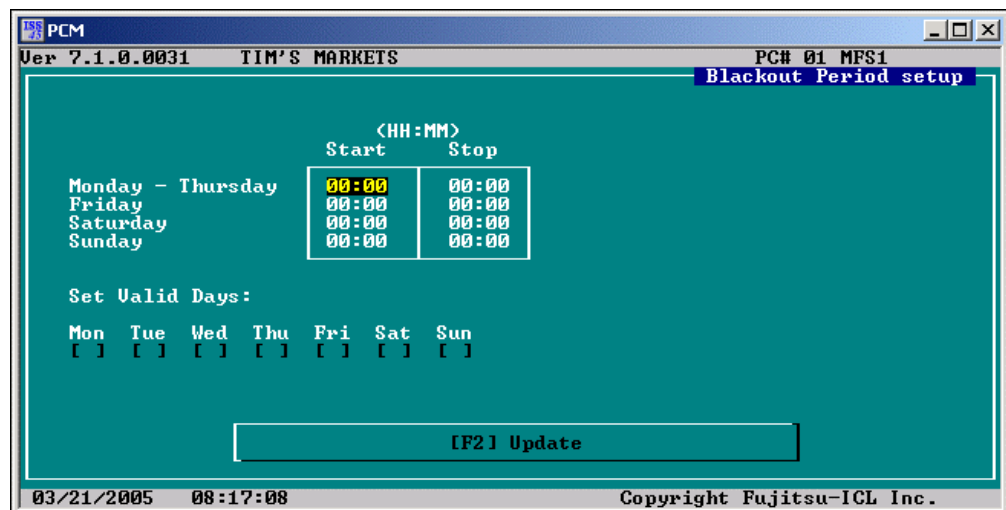 ISS 45 PCM
Ver 7.1.0.0031 TIM'S MARKETS PC# 01 MFS1
Blackout Period setup
(HH:MM)
Start Stop
Monday - Thursday 00:00 00:00
Friday 00:00 00:00
Saturday 00:00 00:00
Sunday 00:00 00:00
Set Valid Days:
Mon Tue Wed Thu Fri Sat Sun
[ ] [ ] [ ] [ ] [ ] [ ] [ ]
[F2] Update
03/21/2005 08:17:08 Copyright Fujitsu-ICL Inc.